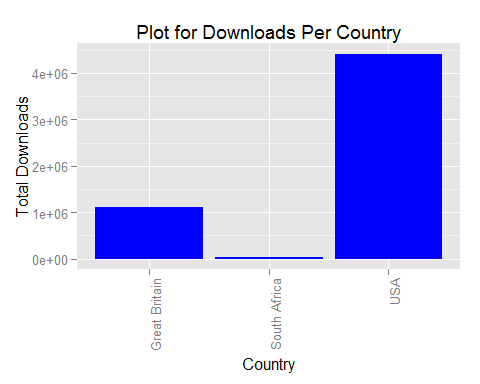 Plot for Downloads Per Country
Total Downloads
4e+06
3e+06
2e+06
1e+06
0e+00
Great Britain
South Africa
USA
Country